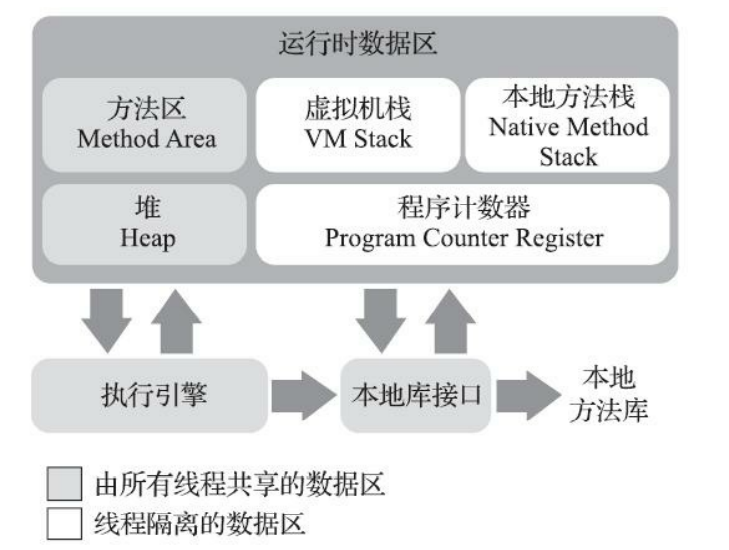 运行时数据区
方法区
Method Area
虚拟机栈
VM Stack
本地方法栈
Native Method
Stack
堆
Heap
程序计数器
Program Counter Register
执行引擎
本地库接口
本地
方法库
由所有线程共享的数据区
线程隔离的数据区